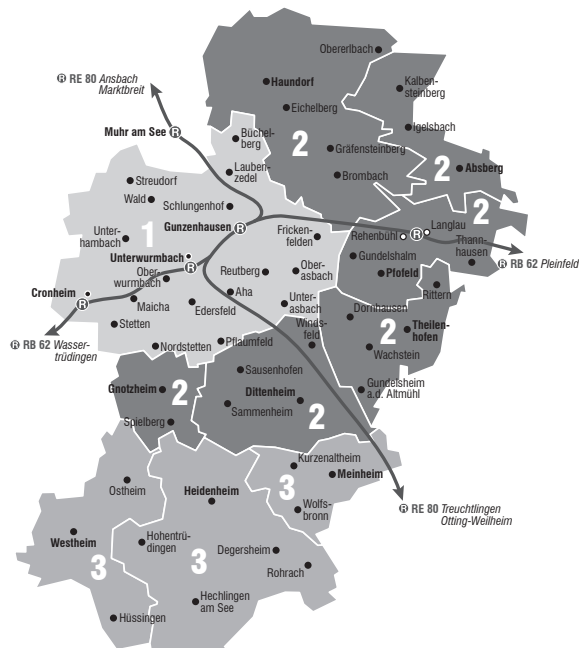 Obererlbach
R RE 80 Ansbach
Marktbreit
Haundorf
Kalben-
steinberg
Eichelberg
Muhr am See R
Büchel-
berg
2
Igelsbach
Gräfensteinberg
Lauben-
zedel
Brombach
2
Absberg
Streudorf
Wald
Schlungenhof
2
1
Gunzenhausen R
Fricken-
felden
Rehenbühl
R
Langlau
Unter-
hambach
Thann-
hausen
Unterwurmbach
R
Gundelshalm
R RB 62 Pleinfeld
Ober-
wurmbach
Reutberg
Ober-
asbach
Pfofeld
Rittern
Cronheim
R
Aha
Maicha
Edersfeld
Unter-
asbach
Dornhausen
2
Theilen-
hofen
Stetten
Winds-
feld
R RB 62 Wasser-
trüdingen
Nordstetten
Pflaumfeld
Wachstein
Sausenhofen
Gnotzheim
2
Dittenheim
Gundelsheim
a.d. Altmühl
Sammenheim
2
Spielberg
Kurzenaltheim
Meinheim
Ostheim
Heidenheim
3
R RE 80 Treuchtlingen
Otting-Weilheim
Wolfs-
bronn
Westheim
Hohentrü-
dingen
Degersheim
3
3
Rohrach
Hechlingen
am See
Hüssingen